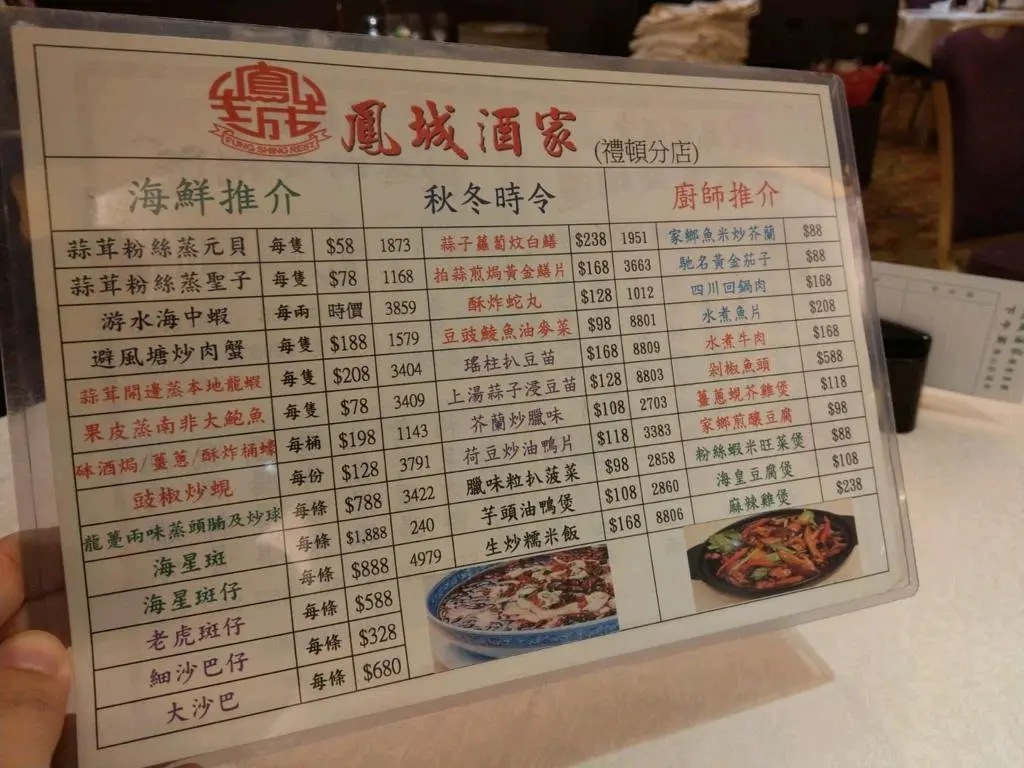 鳳城
FUNG SHING REST.
鳳城酒家 (禮頓分店)
海鮮推介 秋冬時令 廚師推介
蒜茸粉絲蒸元貝 每隻 $58 1873 蒜子蘿蔔炆白鱔 $238 1951 家鄉魚米炒芥蘭 $88
蒜茸粉絲蒸聖子 每隻 $78 1168 拍蒜煎焗黃金鱔片 $168 3663 馳名黃金茄子 $88
游水海中蝦 每兩 時價 3859 酥炸蛇丸 $128 1012 四川回鍋肉 $168
避風塘炒肉蟹 每隻 $188 1579 豆豉鯪魚油麥菜 $98 8801 水煮魚片 $208
蒜茸開邊蒸本地龍蝦 每隻 $208 3404 瑤柱扒豆苗 $168 8809 水煮牛肉 $168
果皮蒸南非大鮑魚 每隻 $78 3409 上湯蒜子浸豆苗 $128 8803 剁椒魚頭 $588
砵酒焗/薑蔥/酥炸桶蠔 每桶 $198 1143 芥蘭炒臘味 $108 2703 薑蔥蜆芥雞煲 $118
豉椒炒蜆 每份 $128 3791 荷豆炒油鴨片 $118 3383 家鄉煎釀豆腐 $98
龍躉兩味蒸頭腩及炒球 每條 $788 3422 臘味粒扒菠菜 $98 2858 粉絲蝦米旺菜煲 $88
海星斑 每條 $1,888 240 芋頭油鴨煲 $108 2860 海皇豆腐煲 $108
海星斑仔 每條 $888 4979 生炒糯米飯 $168 8806 麻辣雞煲 $238
老虎斑仔 每條 $588
細沙巴仔 每條 $328
大沙巴 每條 $680